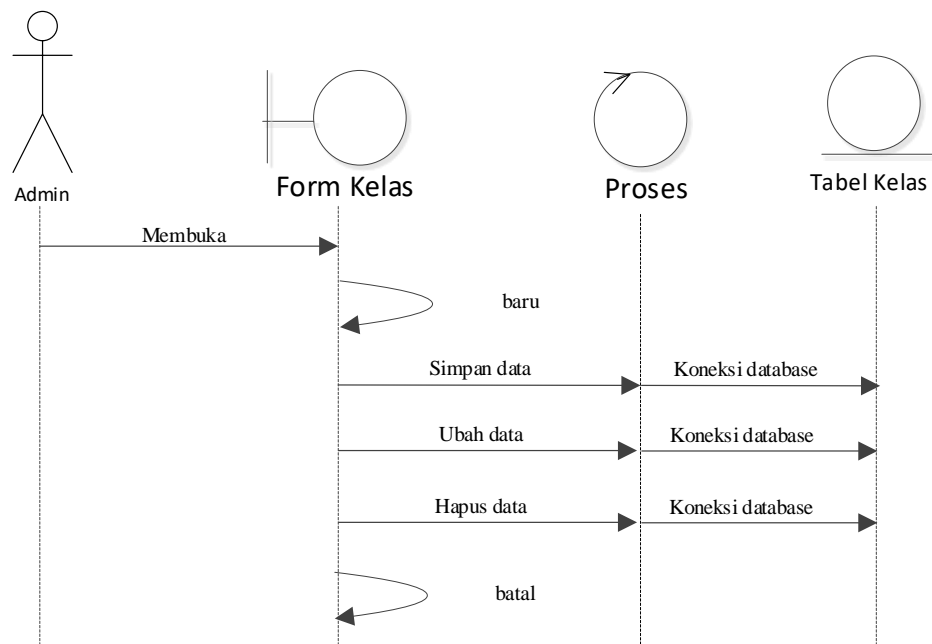 Admin
Form Kelas
Proses
Tabel Kelas
Membuka
baru
Simpan data
Koneksi database
Ubah data
Koneksi database
Hapus data
Koneksi database
batal